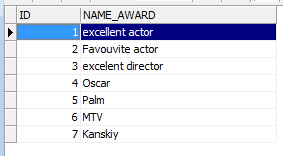 ID NAME_AWARD
1 excellent actor
2 Favouvite actor
3 excelent director
4 Oscar
5 Palm
6 MTV
7 Kanskiy